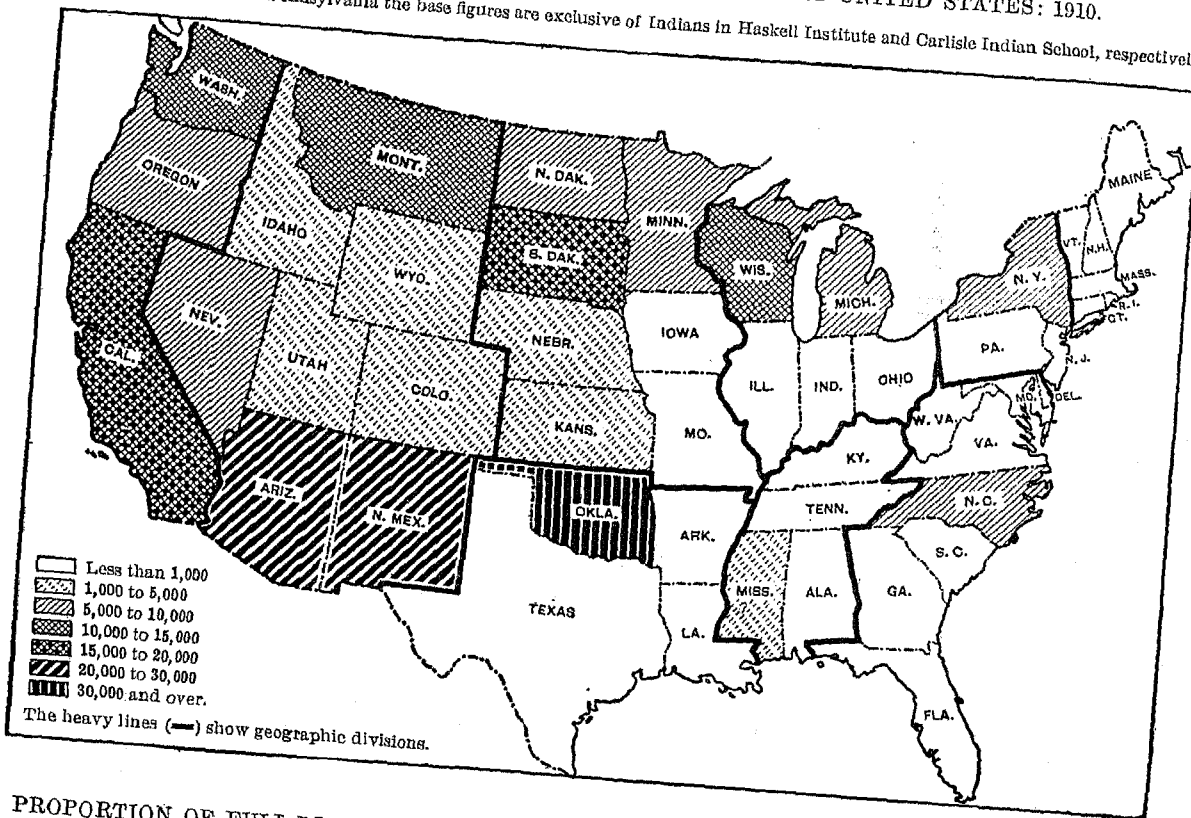 UNITED STATES: 1910.
the base figures are exclusive of Indians in Haskell Institute and Carlisle Indian School, respectivel
WASH.
OREGON
CAL.
NEV.
IDAHO
MONT.
WYO.
UTAH
COLO.
ARIZ.
N. MEX.
N. DAK.
S. DAK.
NEBR.
KANS.
OKLA.
TEXAS
MINN.
IOWA
MO.
ARK.
LA.
WIS.
MICH.
ILL.
IND.
OHIO
KY.
TENN.
MISS.
ALA.
GA.
FLA.
S. C.
N. C.
VA.
W. VA.
MD.
DEL.
PA.
N. J.
N. Y.
CT.
R. I.
MASS.
VT.
N.H.
MAINE
Less than 1,000
1,000 to 5,000
5,000 to 10,000
10,000 to 15,000
15,000 to 20,000
20,000 to 30,000
30,000 and over.
The heavy lines (━) show geographic divisions.
PROPORTION OF